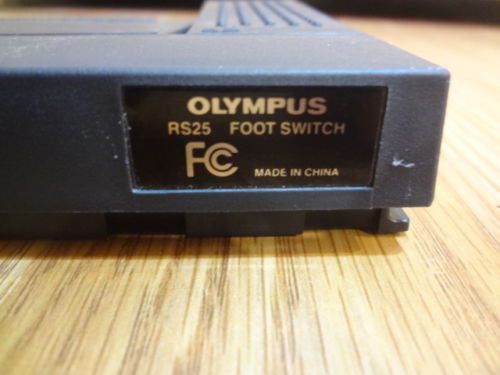 OLYMPUS
RS25 FOOT SWITCH
FC MADE IN CHINA